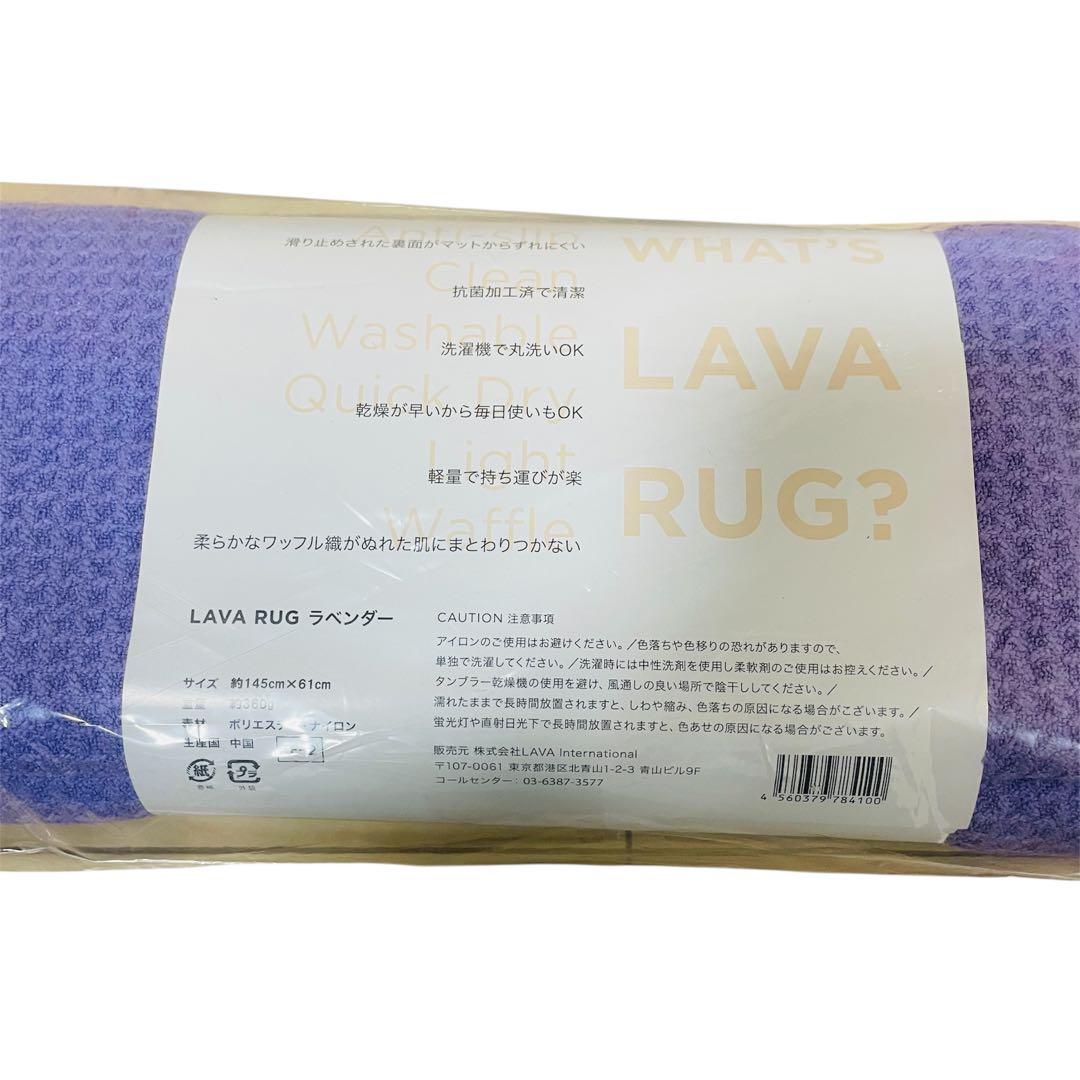 Anti-slip
滑り止めされた裏面がマットからずれにくい
Clean
抗菌加工済で清潔
Washable
洗濯機で丸洗いOK
Quick Dry
乾燥が早いから毎日使いもOK
Light
軽量で持ち運びが楽
Waffle
柔らかなワッフル織がぬれた肌にまとわりつかない
WHAT'S
LAVA
RUG?
LAVA RUG ラベンダー
サイズ 約145cm×61cm
重量 約360g
素材 ポリエステル・ナイロン
生産国 中国
紙
巻紙
プラ
外袋
CAUTION 注意事項
アイロンのご使用はお避けください。/色落ちや色移りの恐れがありますので、
単独で洗濯してください。/洗濯時には中性洗剤を使用し柔軟剤のご使用はお控えください。/
タンブラー乾燥機の使用を避け、風通しの良い場所で陰干ししてください。/
濡れたままで長時間放置されますと、しわや縮み、色落ちの原因になる場合がございます。/
蛍光灯や直射日光下で長時間放置されますと、色あせの原因になる場合がございます。
販売元 株式会社LAVA International
〒107-0061 東京都港区北青山1-2-3 青山ビル9F
コールセンター：03-6387-3577
4 560379 784100